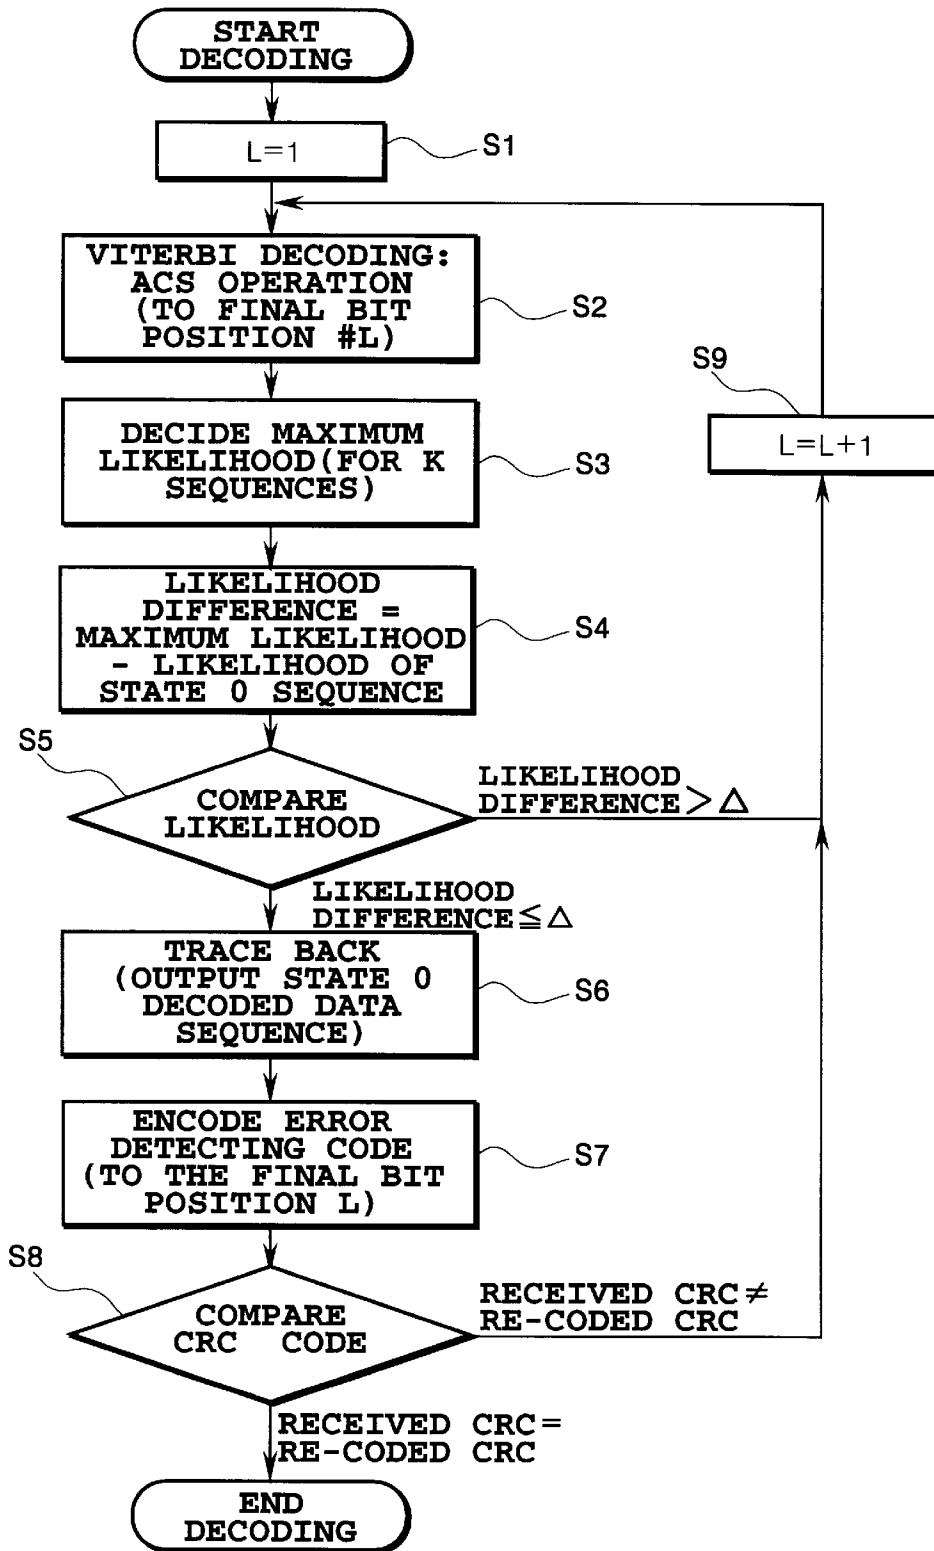 START
DECODING
L=1
S1
VITERBI DECODING:
ACS OPERATION
(TO FINAL BIT
POSITION #L)
S2
S9
L=L+1
DECIDE MAXIMUM
LIKELIHOOD(FOR K
SEQUENCES)
S3
LIKELIHOOD
DIFFERENCE =
MAXIMUM LIKELIHOOD
- LIKELIHOOD OF
STATE 0 SEQUENCE
S4
S5
COMPARE
LIKELIHOOD
LIKELIHOOD
DIFFERENCE>△
LIKELIHOOD
DIFFERENCE≦△
TRACE BACK
(OUTPUT STATE 0
DECODED DATA
SEQUENCE)
S6
ENCODE ERROR
DETECTING CODE
(TO THE FINAL BIT
POSITION L)
S7
S8
COMPARE
CRC CODE
RECEIVED CRC≠
RE-CODED CRC
RECEIVED CRC=
RE-CODED CRC
END
DECODING